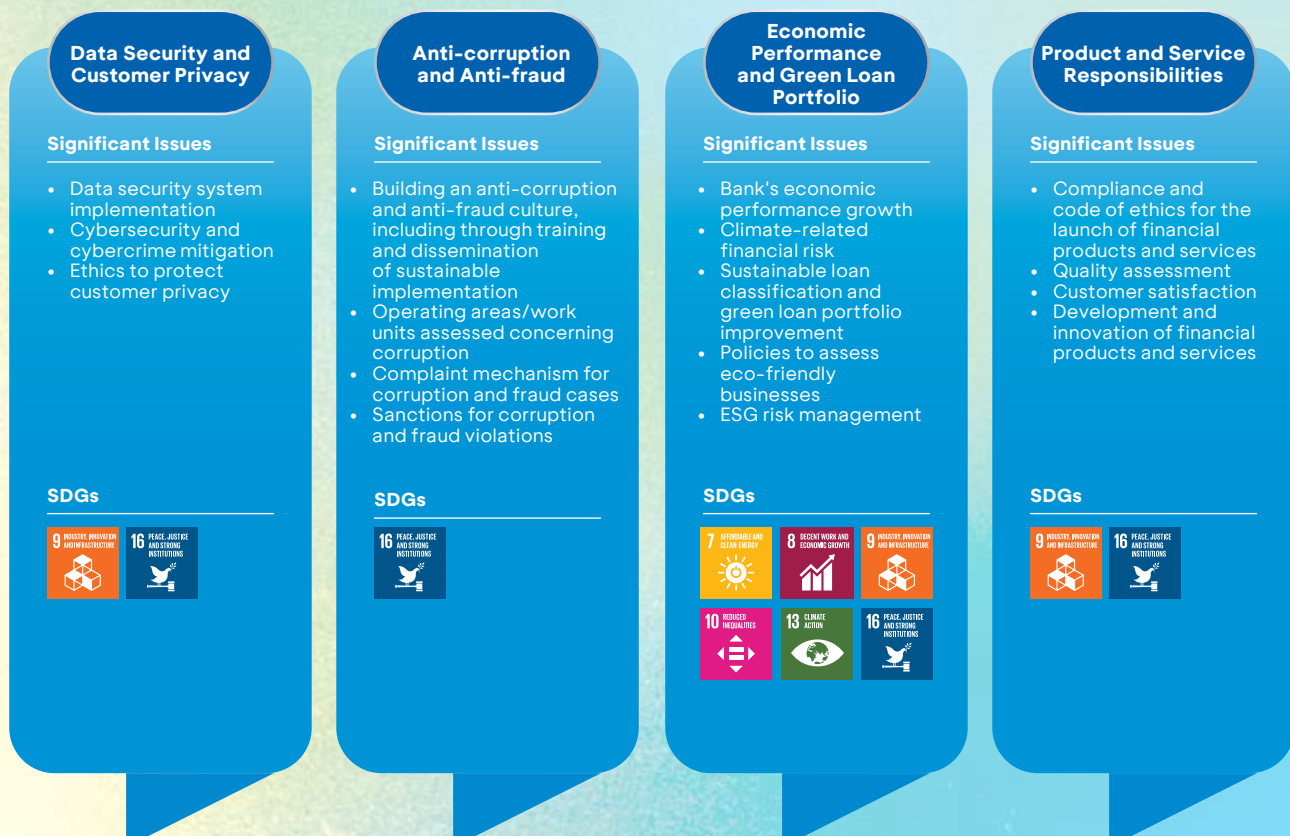 Data Security and
Customer Privacy
Significant Issues
• Data security system
implementation
• Cybersecurity and
cybercrime mitigation
• Ethics to protect
customer privacy
SDGs
9 INDUSTRY, INNOVATION
AND INFRASTRUCTURE
16 PEACE, JUSTICE
AND STRONG
INSTITUTIONS
Anti-corruption
and Anti-fraud
Significant Issues
• Building an anti-corruption
and anti-fraud culture,
including through training
and dissemination
of sustainable
implementation
• Operating areas/work
units assessed concerning
corruption
• Complaint mechanism for
corruption and fraud cases
• Sanctions for corruption
and fraud violations
SDGs
16 PEACE, JUSTICE
AND STRONG
INSTITUTIONS
Economic
Performance
and Green Loan
Portfolio
Significant Issues
• Bank's economic
performance growth
• Climate-related
financial risk
• Sustainable loan
classification and
green loan portfolio
improvement
• Policies to assess
eco-friendly
businesses
• ESG risk management
SDGs
7 AFFORDABLE AND
CLEAN ENERGY
8 DECENT WORK AND
ECONOMIC GROWTH
9 INDUSTRY, INNOVATION
AND INFRASTRUCTURE
10 REDUCED
INEQUALITIES
13 CLIMATE
ACTION
16 PEACE, JUSTICE
AND STRONG
INSTITUTIONS
Product and Service
Responsibilities
Significant Issues
• Compliance and
code of ethics for the
launch of financial
products and services
• Quality assessment
• Customer satisfaction
• Development and
innovation of financial
products and services
SDGs
9 INDUSTRY, INNOVATION
AND INFRASTRUCTURE
16 PEACE, JUSTICE
AND STRONG
INSTITUTIONS